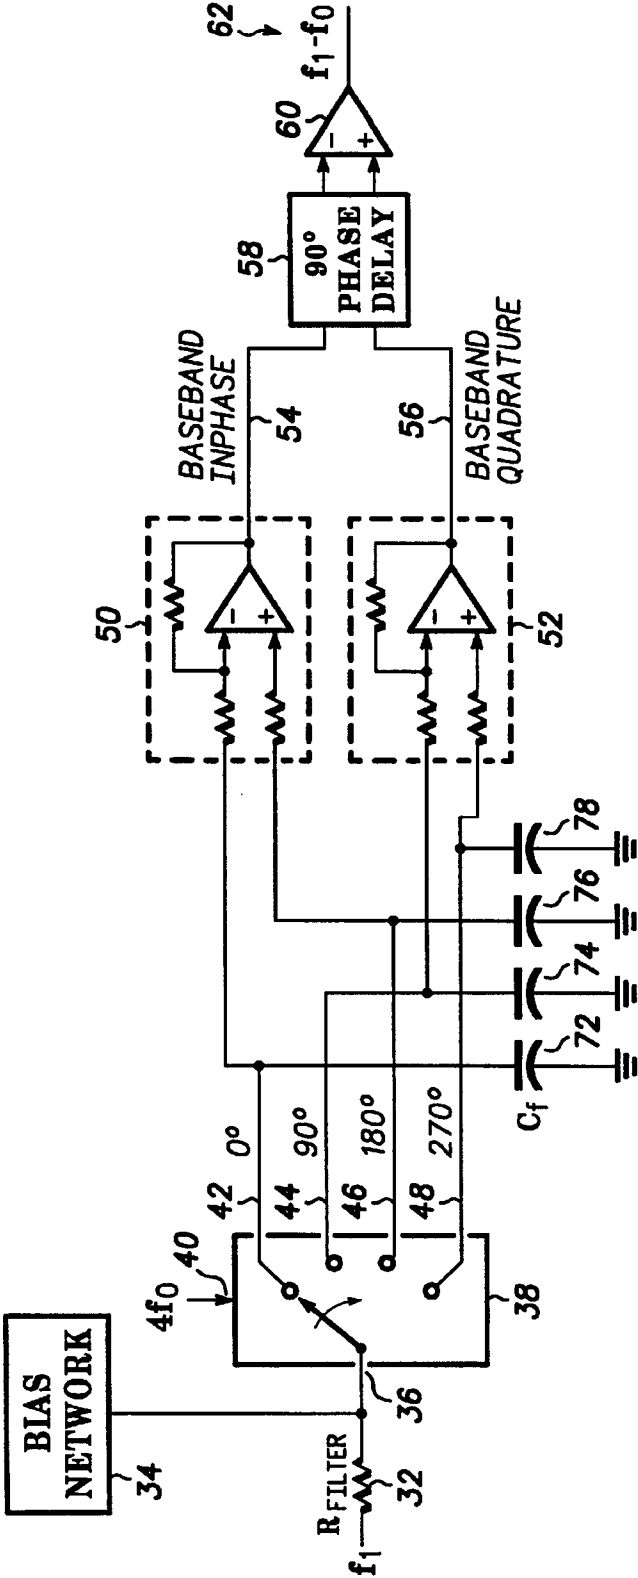 BIAS
NETWORK
34
f1
RFILTER
32
36
4f0
40
38
42
44
46
48
0°
90°
180°
270°
Cf
72
74
76
78
50
52
−
+
−
+
BASEBAND
INPHASE
54
56
BASEBAND
QUADRATURE
58
90°
PHASE
DELAY
60
−
+
62
f1-f0